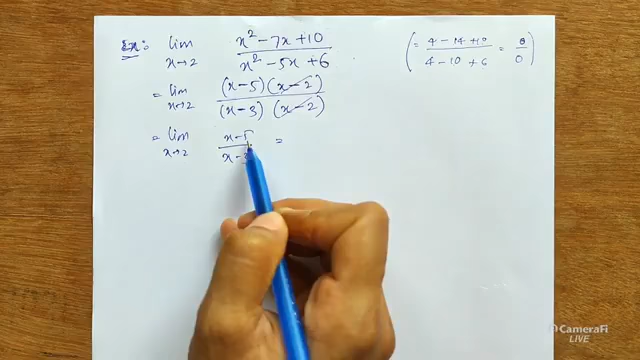 Ex: lim x→2 (x² - 7x + 10)/(x² - 5x + 6) (= (4 - 14 + 10)/(4 - 10 + 6) = 0/0)
= lim x→2 (x-5)(x-2)/(x-3)(x-2)
= lim x→2 (x-5)/(x-3) =
CameraFi
LIVE